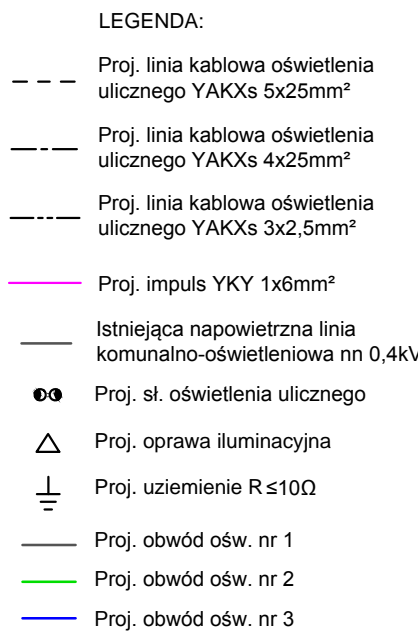 LEGENDA:
Proj. linia kablowa oświetlenia
ulicznego YAKXs 5x25mm²
Proj. linia kablowa oświetlenia
ulicznego YAKXs 4x25mm²
Proj. linia kablowa oświetlenia
ulicznego YAKXs 3x2,5mm²
Proj. impuls YKY 1x6mm²
Istniejąca napowietrzna linia
komunalno-oświetleniowa nn 0,4kV
Proj. sł. oświetlenia ulicznego
Proj. oprawa iluminacyjna
Proj. uziemienie R≤10Ω
Proj. obwód ośw. nr 1
Proj. obwód ośw. nr 2
Proj. obwód ośw. nr 3